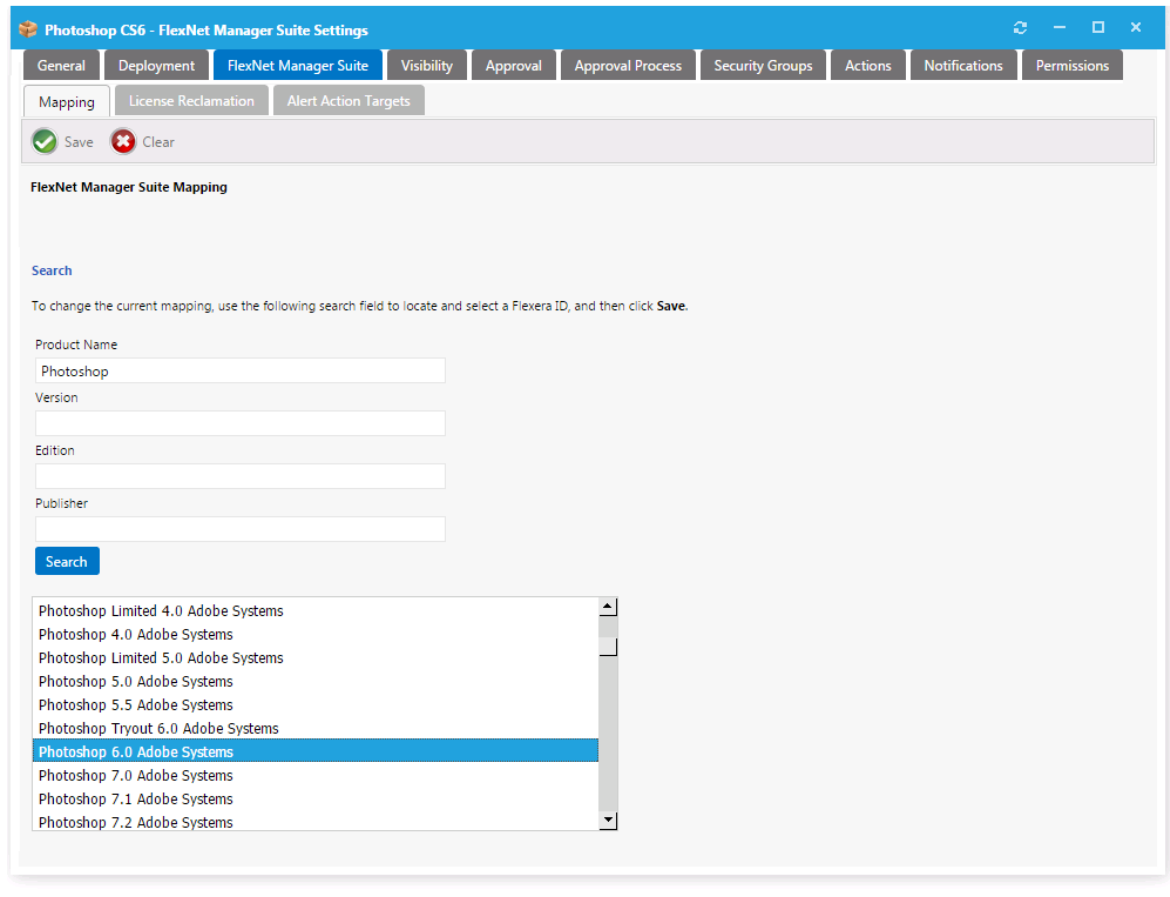 Photoshop CS6 - FlexNet Manager Suite Settings
General Deployment FlexNet Manager Suite Visibility Approval Approval Process Security Groups Actions Notifications Permissions
Mapping License Reclamation Alert Action Targets
Save Clear
FlexNet Manager Suite Mapping
Search
To change the current mapping, use the following search field to locate and select a Flexera ID, and then click Save.
Product Name
Photoshop
Version
Edition
Publisher
Search
Photoshop Limited 4.0 Adobe Systems
Photoshop 4.0 Adobe Systems
Photoshop Limited 5.0 Adobe Systems
Photoshop 5.0 Adobe Systems
Photoshop 5.5 Adobe Systems
Photoshop Tryout 6.0 Adobe Systems
Photoshop 6.0 Adobe Systems
Photoshop 7.0 Adobe Systems
Photoshop 7.1 Adobe Systems
Photoshop 7.2 Adobe Systems